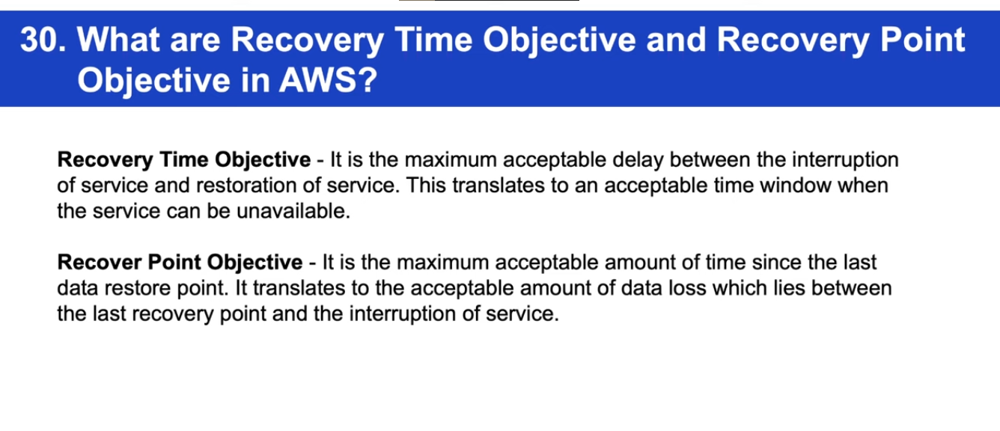 30. What are Recovery Time Objective and Recovery Point
Objective in AWS?
Recovery Time Objective - It is the maximum acceptable delay between the interruption
of service and restoration of service. This translates to an acceptable time window when
the service can be unavailable.
Recover Point Objective - It is the maximum acceptable amount of time since the last
data restore point. It translates to the acceptable amount of data loss which lies between
the last recovery point and the interruption of service.